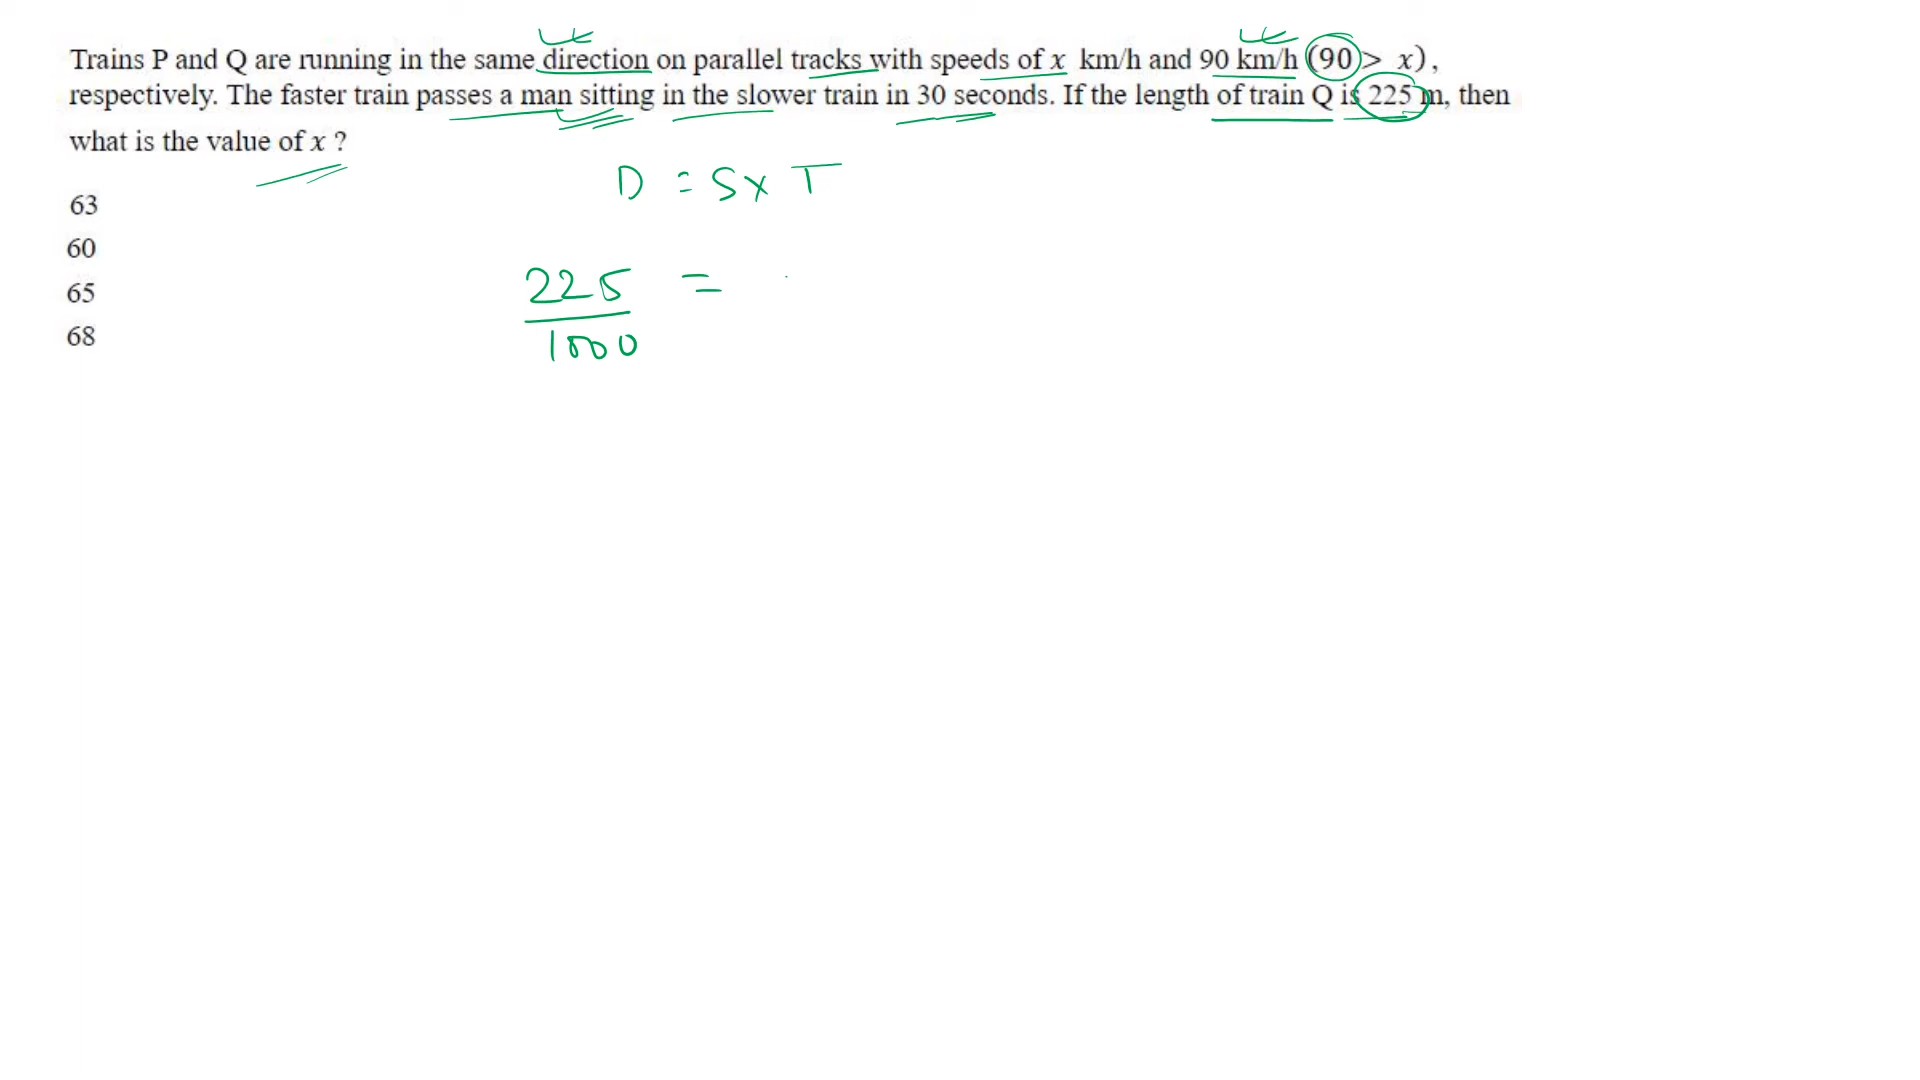 Trains P and Q are running in the same direction on parallel tracks with speeds of x km/h and 90 km/h (90 > x),
respectively. The faster train passes a man sitting in the slower train in 30 seconds. If the length of train Q is 225 m, then
what is the value of x ?
D = S x T
63
60
65
68
225 =
1000